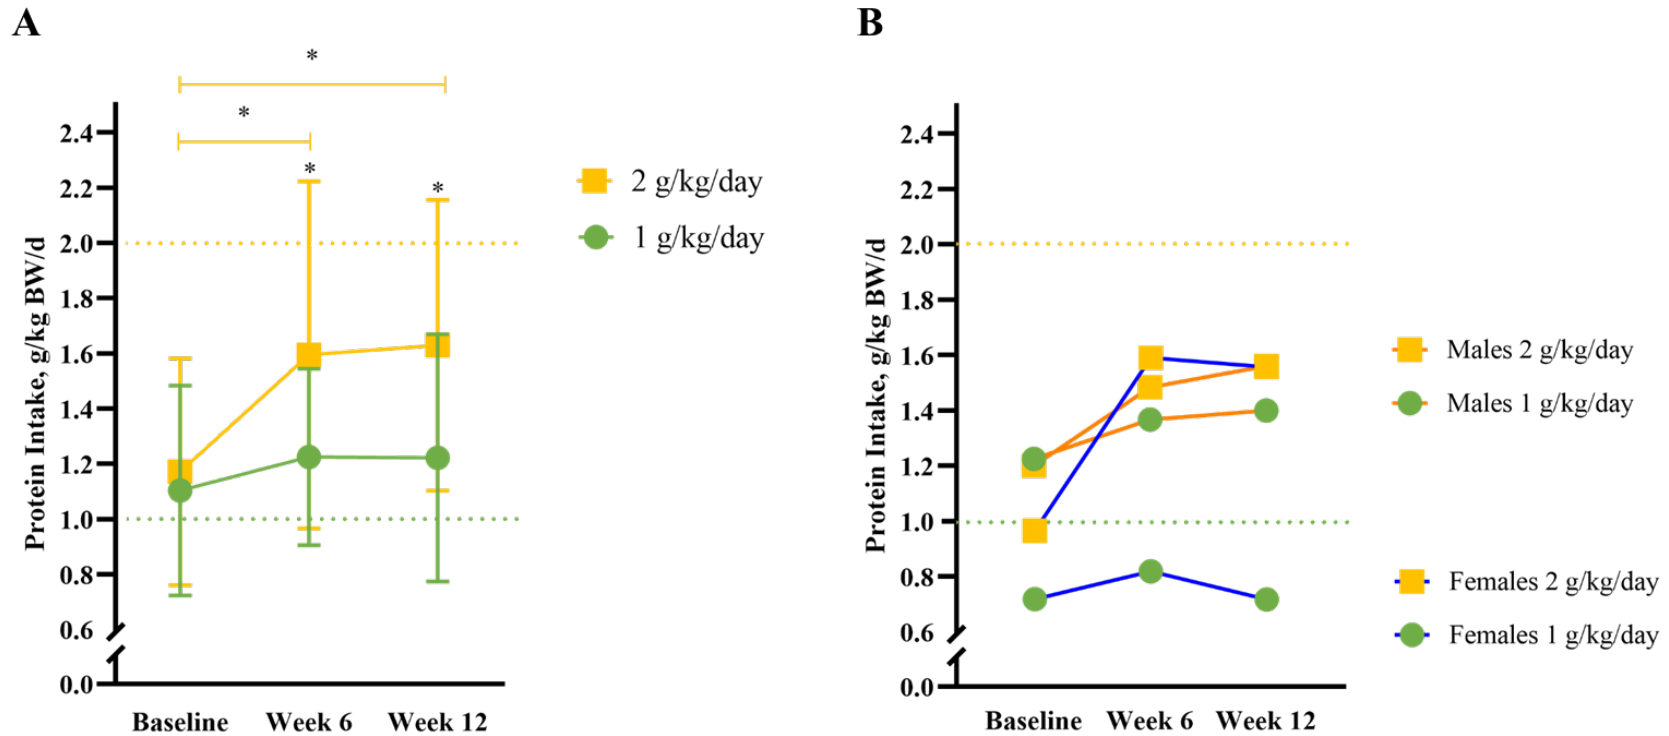 A
*
*
*
*
2.4
2.2
2.0
1.8
1.6
1.4
1.2
1.0
0.8
0.6
0.0
Protein Intake, g/kg BW/d
Baseline Week 6 Week 12
2 g/kg/day
1 g/kg/day
B
2.4
2.2
2.0
1.8
1.6
1.4
1.2
1.0
0.8
0.6
0.0
Protein Intake, g/kg BW/d
Baseline Week 6 Week 12
Males 2 g/kg/day
Males 1 g/kg/day
Females 2 g/kg/day
Females 1 g/kg/day